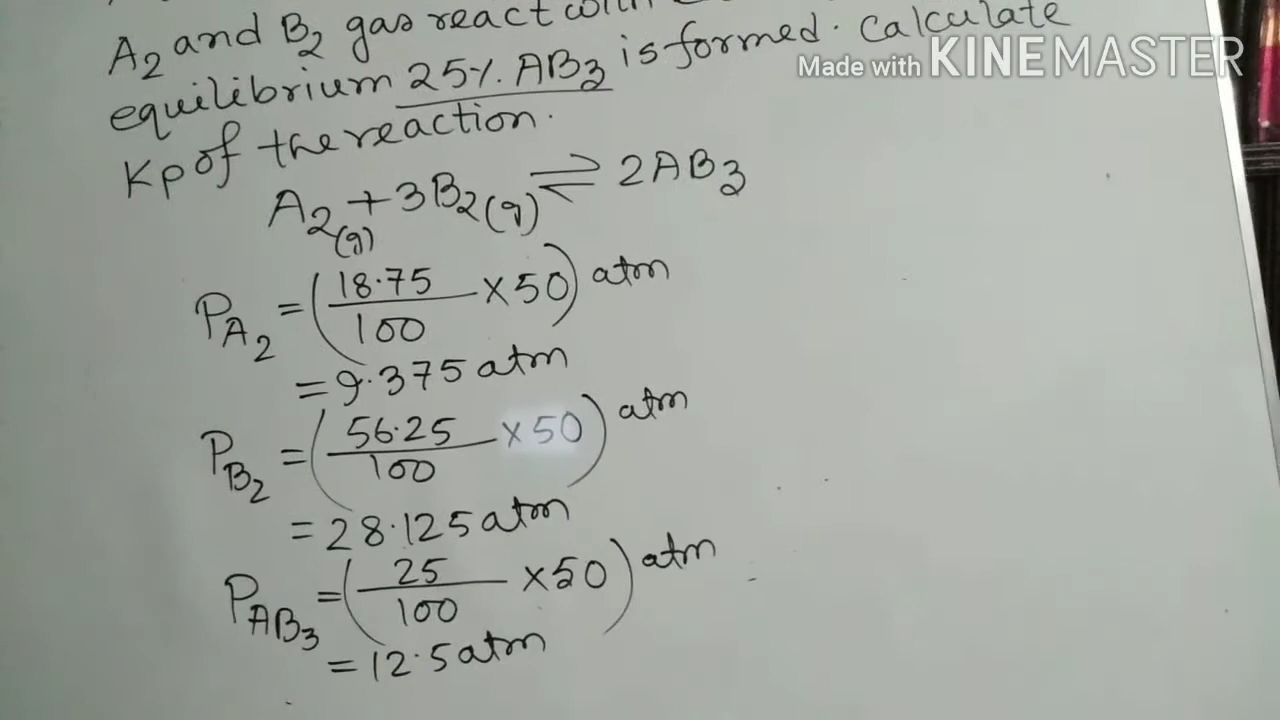 A2 and B2 gas react with
equilibrium 25%. AB3 is formed. Calculate
Kp of the reaction.
A2(g) + 3B2(g) ⇌ 2AB3
PA2 = (18.75/100 × 50) atm
= 9.375 atm
PB2 = (56.25/100 × 50) atm
= 28.125 atm
PAB3 = (25/100 × 50) atm
= 12.5 atm
Made with KINEMASTER